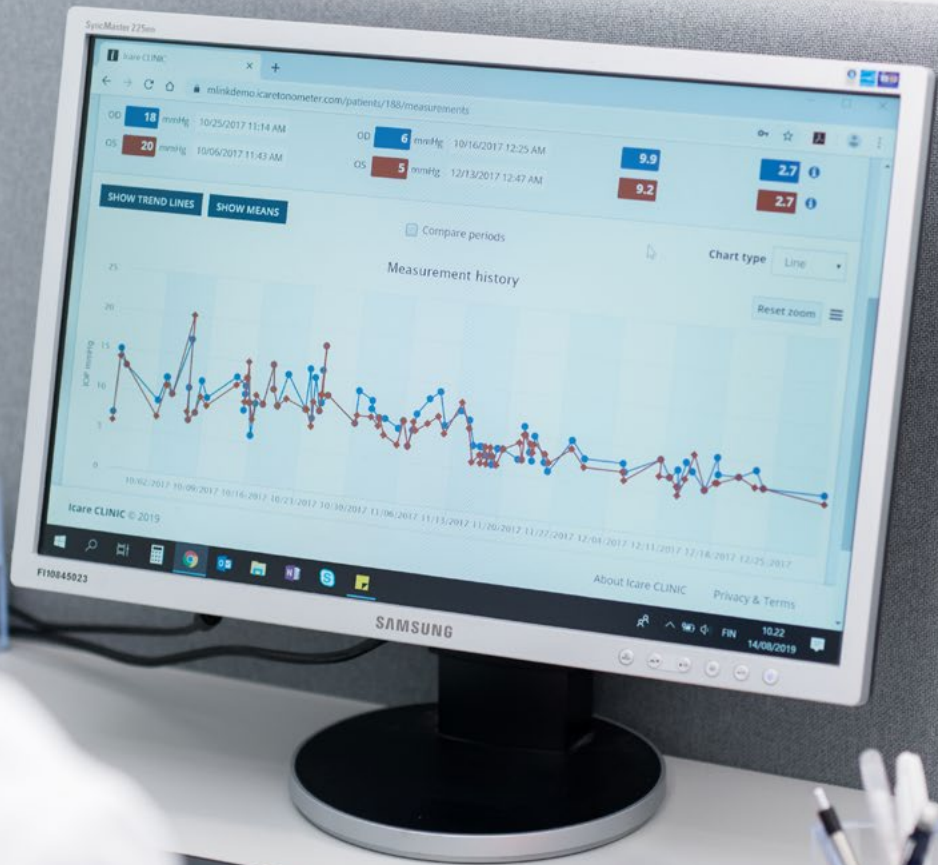 SyncMaster 225BW
Icare CLINIC
mlinkdemo.icaretonometer.com/patients/188/measurements
OD 18 mmHg 10/25/2017 11:14 AM OD 6 mmHg 10/16/2017 12:25 AM 9.9 2.7
OS 20 mmHg 10/06/2017 11:43 AM OS 5 mmHg 12/13/2017 12:47 AM 9.2 2.7
SHOW TREND LINES SHOW MEANS
Compare periods
Chart type Line
Measurement history
Reset zoom
25
20
15
10
5
0
IOP mmHg
10/02/2017 10/09/2017 10/16/2017 10/23/2017 10/30/2017 11/06/2017 11/13/2017 11/20/2017 11/27/2017 12/04/2017 12/11/2017 12/18/2017 12/25/2017
Icare CLINIC © 2019
About Icare CLINIC Privacy & Terms
FIN 10.22
14/08/2019
FI10845023
SAMSUNG